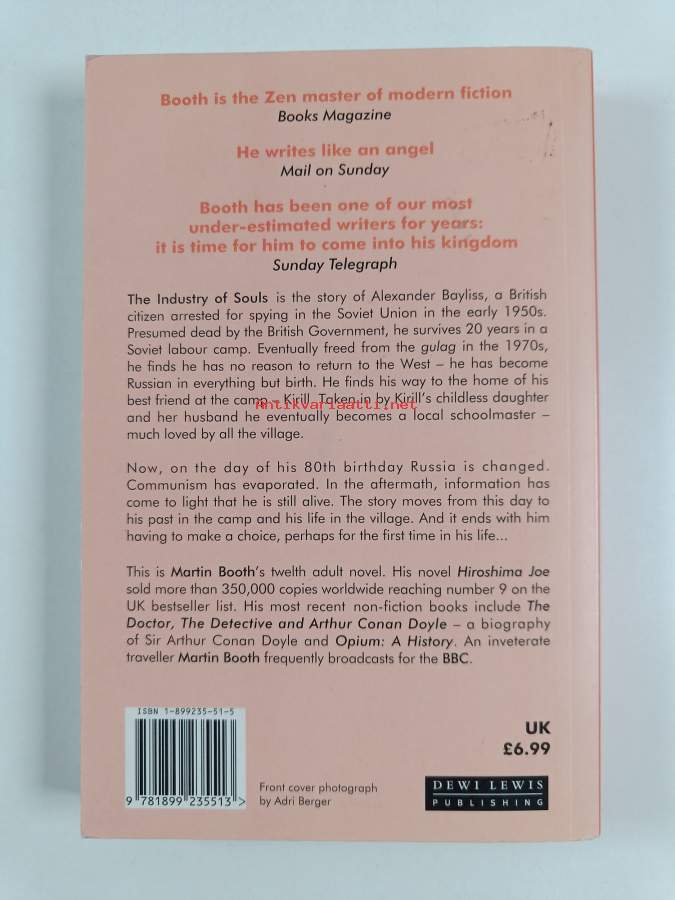 Booth is the Zen master of modern fiction
Books Magazine
He writes like an angel
Mail on Sunday
Booth has been one of our most
under-estimated writers for years:
it is time for him to come into his kingdom
Sunday Telegraph
The Industry of Souls is the story of Alexander Bayliss, a British
citizen arrested for spying in the Soviet Union in the early 1950s.
Presumed dead by the British Government, he survives 20 years in a
Soviet labour camp. Eventually freed from the gulag in the 1970s,
he finds he has no reason to return to the West – he has become
Russian in everything but birth. He finds his way to the home of his
best friend at the camp – Kirill. Taken in by Kirill's childless daughter
antikvariaatti.net
and her husband he eventually becomes a local schoolmaster –
much loved by all the village.
Now, on the day of his 80th birthday Russia is changed.
Communism has evaporated. In the aftermath, information has
come to light that he is still alive. The story moves from this day to
his past in the camp and his life in the village. And it ends with him
having to make a choice, perhaps for the first time in his life...
This is Martin Booth's twelth adult novel. His novel Hiroshima Joe
sold more than 350,000 copies worldwide reaching number 9 on the
UK bestseller list. His most recent non-fiction books include The
Doctor, The Detective and Arthur Conan Doyle – a biography
of Sir Arthur Conan Doyle and Opium: A History. An inveterate
traveller Martin Booth frequently broadcasts for the BBC.
ISBN 1-899235-51-5
9 781899 235513 >
Front cover photograph
by Adri Berger
UK
£6.99
DEWI LEWIS
PUBLISHING